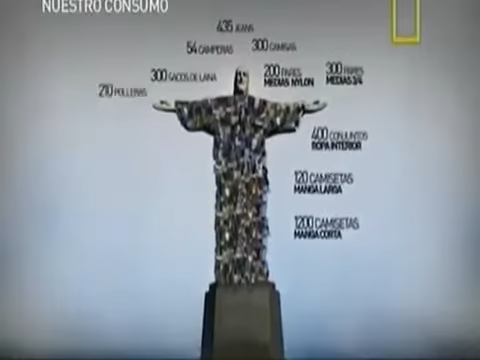 NUESTRO CONSUMO
435 JEANS
54 CAMPERAS
300 CAMISAS
300 SACOS DE LANA
200 PARES
MEDIAS NYLON
300 PARES
MEDIAS 3/4
210 POLLERAS
400 CONJUNTOS
ROPA INTERIOR
120 CAMISETAS
MANGA LARGA
1200 CAMISETAS
MANGA CORTA